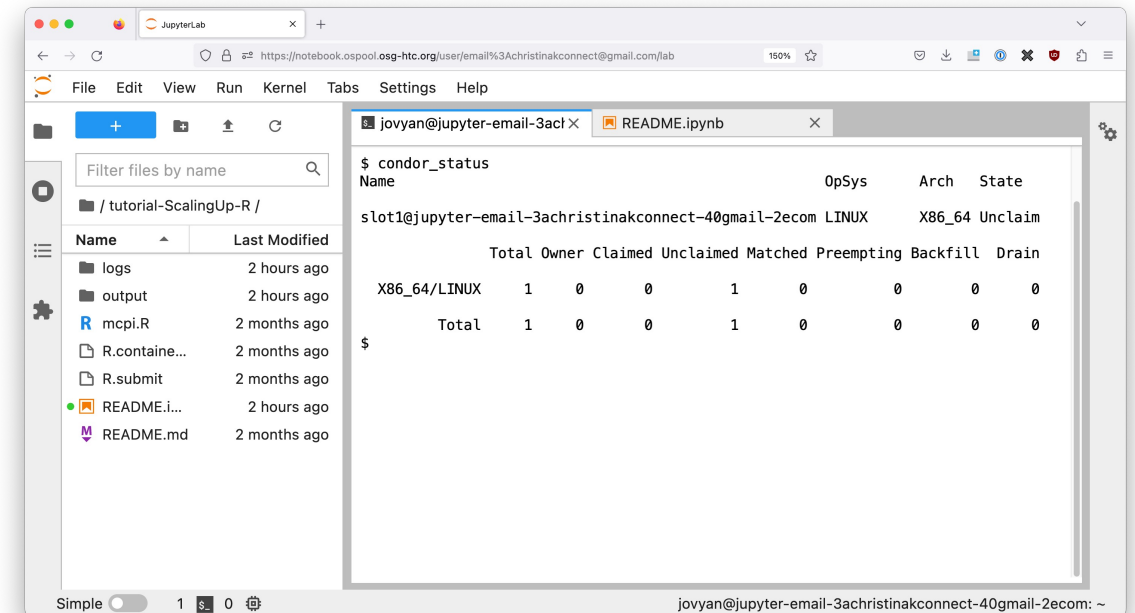 JupyterLab
https://notebook.ospool.osg-htc.org/user/email%3Achristinakconnect@gmail.com/lab 150%
File Edit View Run Kernel Tabs Settings Help
jovyan@jupyter-email-3ach README.ipynb
Filter files by name
/ tutorial-ScalingUp-R /
Name Last Modified
logs 2 hours ago
output 2 hours ago
R mcpi.R 2 months ago
R.containe... 2 months ago
R.submit 2 months ago
README.i... 2 hours ago
M README.md 2 months ago
$ condor_status
Name OpSys Arch State
slot1@jupyter-email-3achristinakconnect-40gmail-2ecom LINUX X86_64 Unclaim
Total Owner Claimed Unclaimed Matched Preempting Backfill Drain
X86_64/LINUX 1 0 0 1 0 0 0 0
Total 1 0 0 1 0 0 0 0
$
Simple 1 $_ 0 jovyan@jupyter-email-3achristinakconnect-40gmail-2ecom: ~